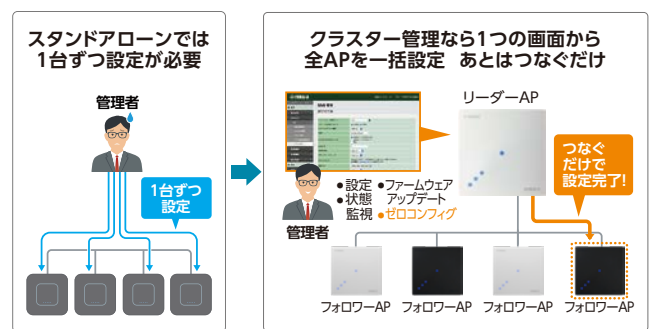 スタンドアローンでは
1台ずつ設定が必要
管理者
1台ずつ
設定
クラスター管理なら1つの画面から
全APを一括設定 あとはつなぐだけ
リーダーAP
つなぐ
だけで
設定完了!
●設定 ●ファームウェア
●状態 アップデート
監視 ●ゼロコンフィグ
管理者
フォロワーAP フォロワーAP フォロワーAP フォロワーAP